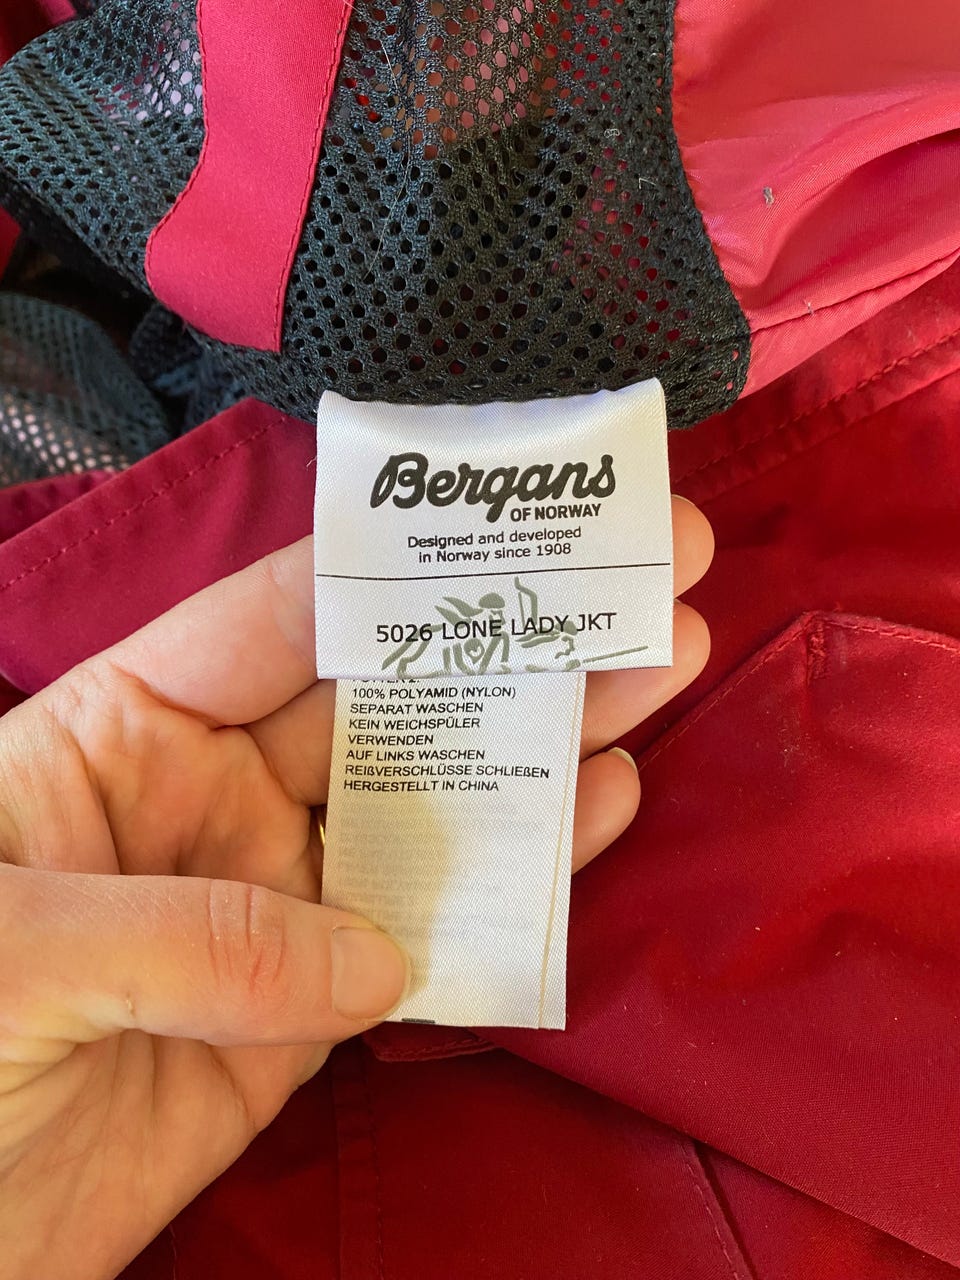 Bergans
OF NORWAY
Designed and developed
in Norway since 1908
5026 LONE LADY JKT
100% POLYAMID (NYLON)
SEPARAT WASCHEN
KEIN WEICHSPÜLER
VERWENDEN
AUF LINKS WASCHEN
REIßVERSCHLÜSSE SCHLIEßEN
HERGESTELLT IN CHINA